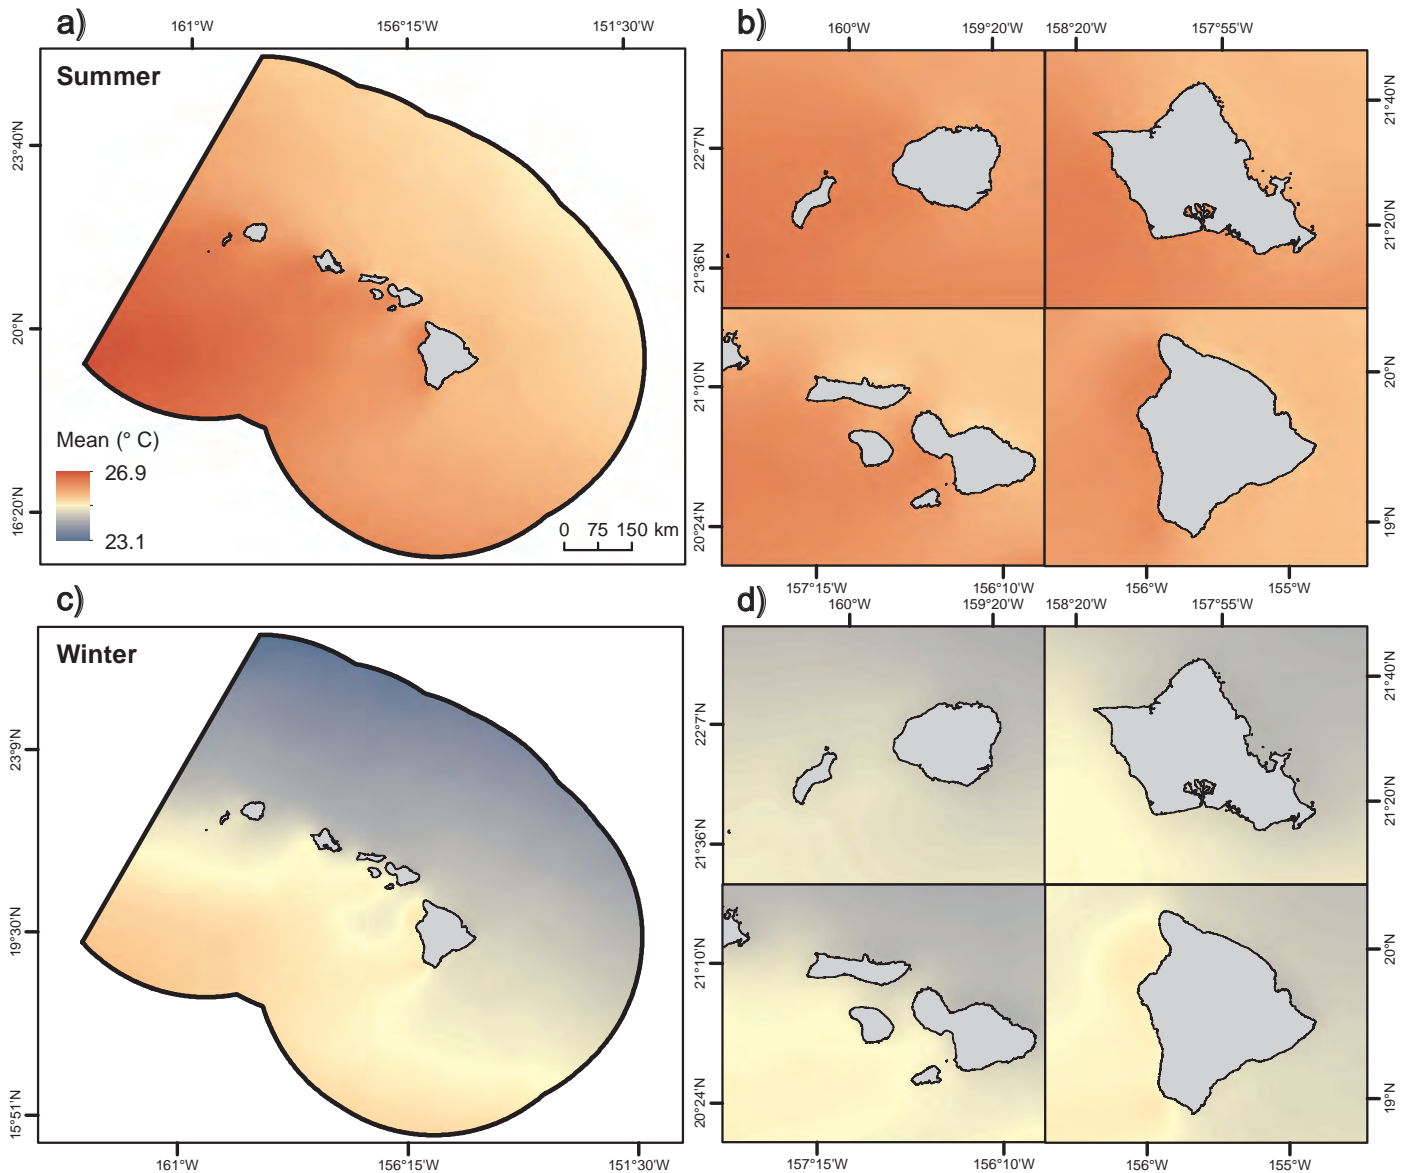 a)
161°W
156°15'W
151°30'W
Summer
23°40'N
20°N
16°20'N
Mean (° C)
26.9
23.1
0 75 150 km
b)
160°W
159°20'W
158°20'W
157°55'W
22°7'N
21°36'N
21°40'N
21°20'N
21°10'N
20°24'N
20°N
19°N
157°15'W
156°10'W
156°W
155°W
c)
Winter
23°9'N
19°30'N
15°51'N
161°W
156°15'W
151°30'W
d)
160°W
159°20'W
158°20'W
157°55'W
22°7'N
21°36'N
21°40'N
21°20'N
21°10'N
20°24'N
20°N
19°N
157°15'W
156°10'W
156°W
155°W